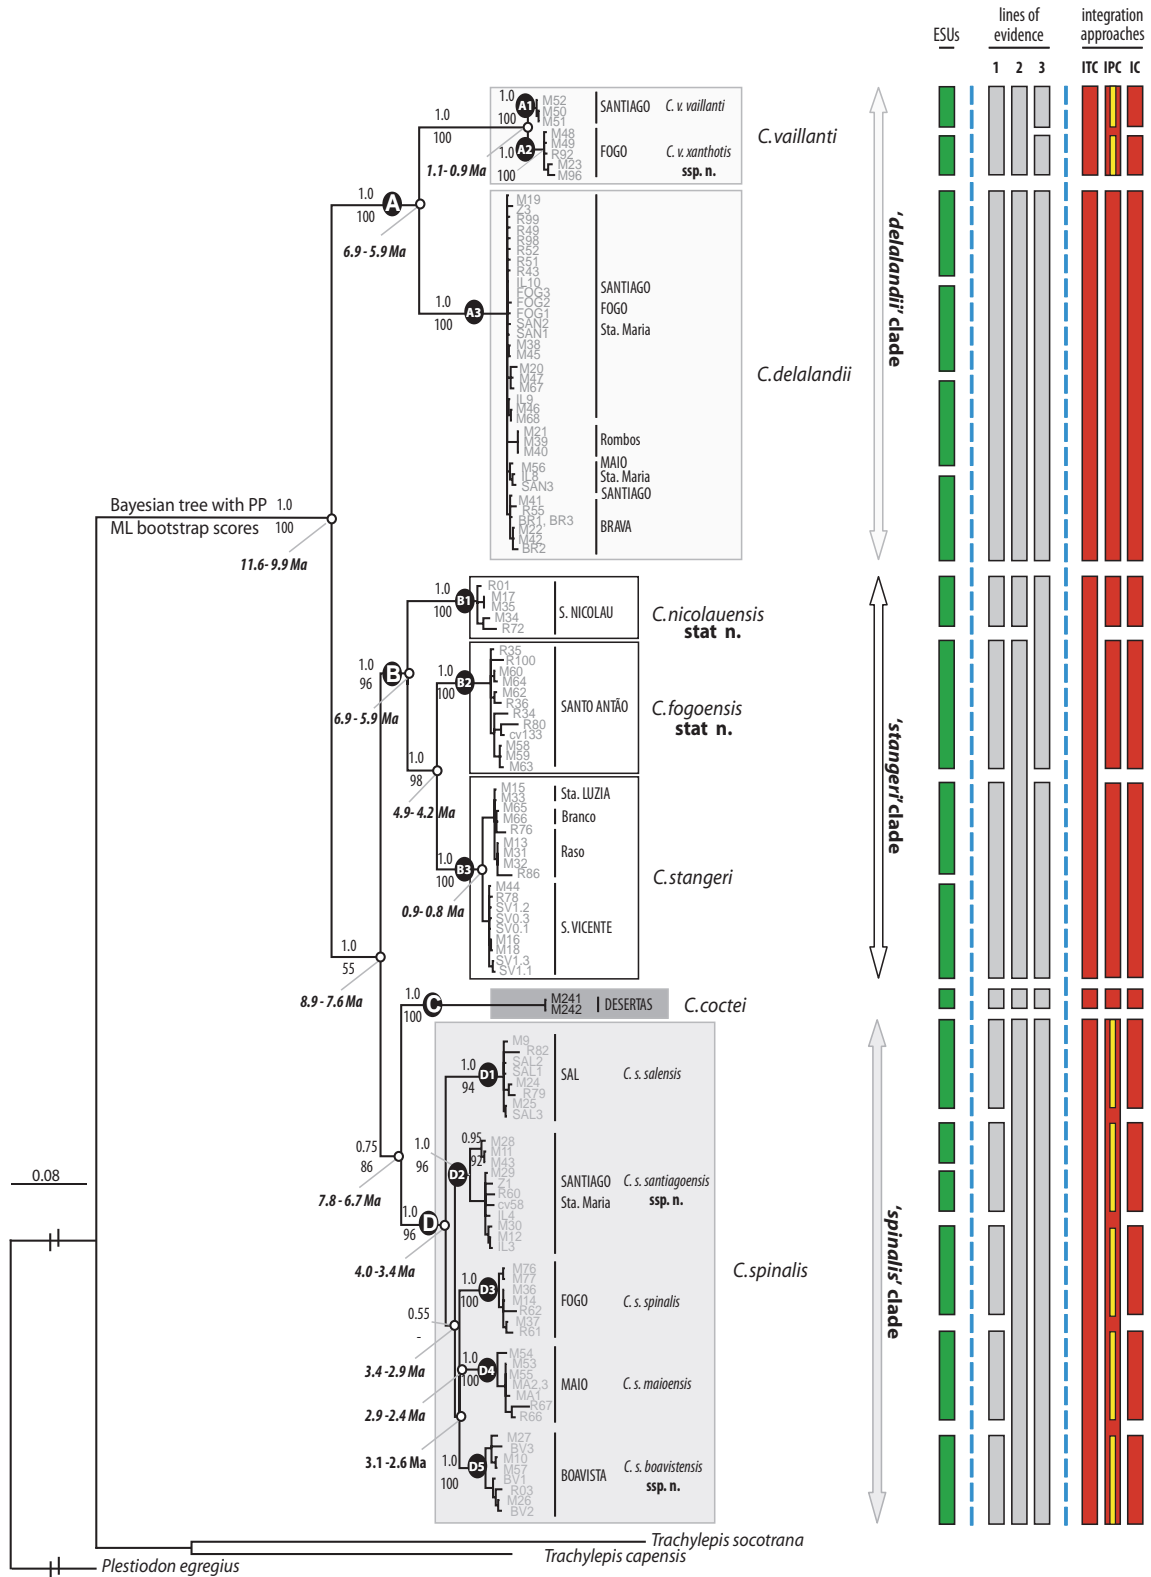 lines of
evidence
integration
approaches
ESUs
1 2 3
ITC IPC IC
1.0
100
A1
M52
M50
M51
SANTIAGO
C. v. vaillanti
1.0
100
C.vaillanti
1.1- 0.9 Ma
1.0
100
A2
M48
M49
R92
M23
M96
FOGO
C. v. xanthotis
ssp. n.
1.0
100
A
6.9 - 5.9 Ma
'delalandii' clade
1.0
100
A3
M19
Z3
R99
R49
R98
R52
R51
R43
IL10
FOG3
FOG2
FOG1
SAN2
SAN1
M38
M45
M20
M47
M67
IL9
M46
M68
SANTIAGO
FOGO
Sta. Maria
C.delalandii
M21
M39
M40
Rombos
M56
IL8
SAN3
MAIO
Sta. Maria
SANTIAGO
M41
R55
BR1, BR3
M22
M42
BR2
BRAVA
Bayesian tree with PP
ML bootstrap scores
1.0
100
11.6- 9.9 Ma
1.0
100
B1
R01
M17
M35
M34
R72
S. NICOLAU
C.nicolauensis
stat n.
1.0
96
B
6.9 - 5.9 Ma
1.0
100
B2
R35
R100
M60
M64
M62
R36
R34
R80
cv133
M58
M59
M63
SANTO ANTÃO
C.fogoensis
stat n.
'stangeri' clade
1.0
98
4.9- 4.2 Ma
1.0
100
B3
0.9- 0.8 Ma
M15
M33
Sta. LUZIA
M65
M66
R76
Branco
M13
M31
M32
R86
Raso
C.stangeri
M44
R78
SV1.2
SV0.3
SV0.1
M16
M18
SV1.3
SV1.1
S. VICENTE
1.0
55
8.9 - 7.6 Ma
1.0
100
C
M241
M242
DESERTAS
C.coctei
1.0
94
D1
M9
R82
SAL2
SAL1
M24
R79
M25
SAL3
SAL
C. s. salensis
0.75
86
7.8 - 6.7 Ma
1.0
96
D2
0.95
92
M28
M11
M43
M29
Z1
R60
cv58
IL4
M30
M12
IL3
SANTIAGO
Sta. Maria
C. s. santiagoensis
ssp. n.
0.08
1.0
96
D
4.0 -3.4 Ma
C.spinalis
'spinalis' clade
1.0
100
D3
M76
M77
M36
M14
R62
M37
R61
FOGO
C. s. spinalis
0.55
-
3.4 -2.9 Ma
1.0
100
D4
M54
M53
M55
MA2,3
MA1
R67
R66
MAIO
C. s. maioensis
2.9 -2.4 Ma
3.1 -2.6 Ma
1.0
100
D5
M27
BV3
M10
M57
BV1
R03
M26
BV2
BOAVISTA
C. s. boavistensis
ssp. n.
Trachylepis socotrana
Trachylepis capensis
Plestiodon egregius